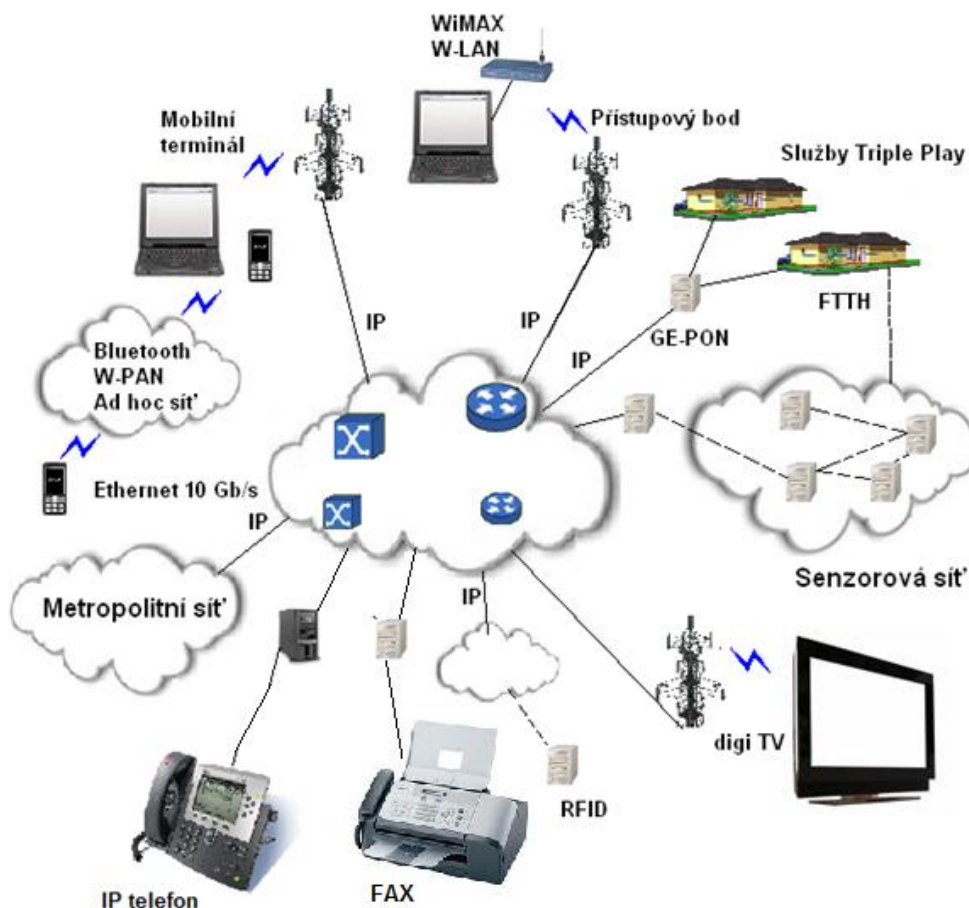 WiMAX
W-LAN
Mobilní
terminál
Přístupový bod
Služby Triple Play
FTTH
GE-PON
IP
IP
IP
Bluetooth
W-PAN
Ad hoc síť
Ethernet 10 Gb/s
IP
Metropolitní síť
Senzorová síť
IP
digi TV
RFID
IP telefon
FAX